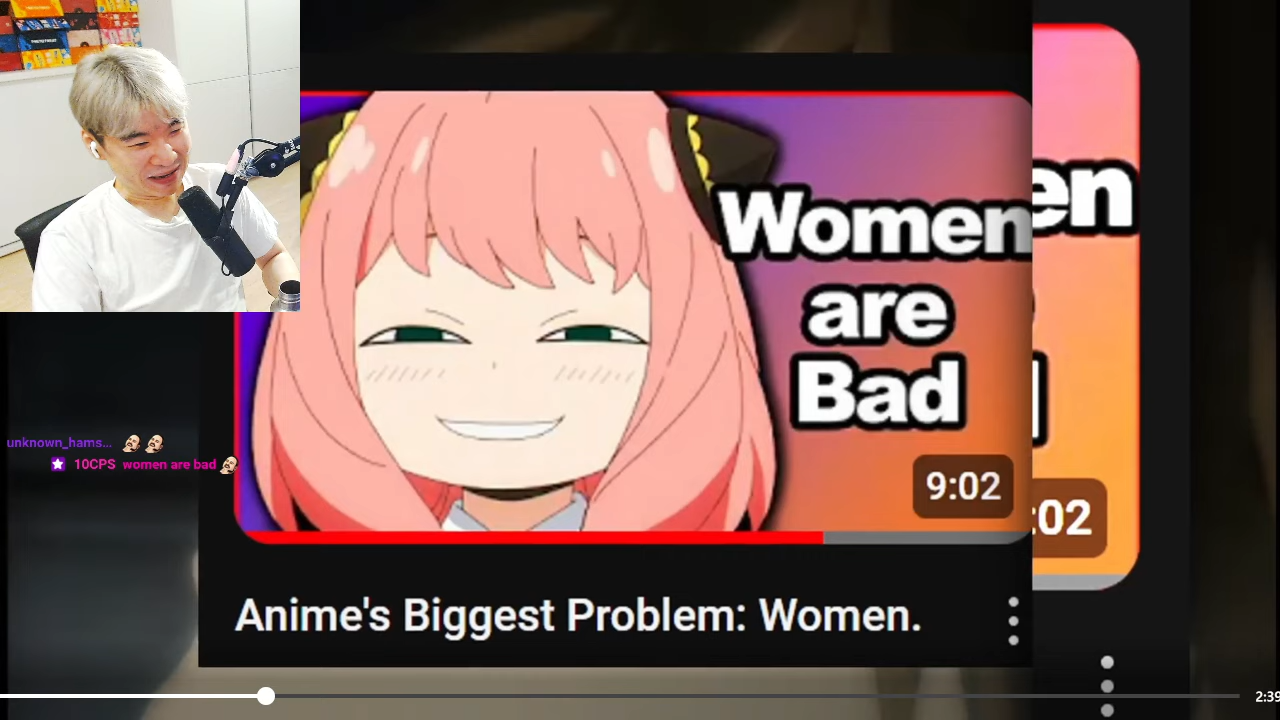 Women
are
Bad
9:02
Anime's Biggest Problem: Women.
en
:02
unknown_hams...
10CPS women are bad
2:39